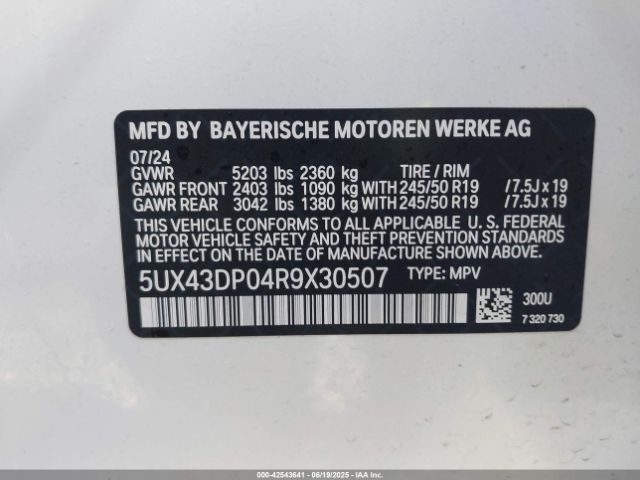 MFD BY BAYERISCHE MOTOREN WERKE AG
07/24
GVWR 5203 lbs 2360 kg TIRE / RIM
GAWR FRONT 2403 lbs 1090 kg WITH 245/50 R19 /7.5J x 19
GAWR REAR 3042 lbs 1380 kg WITH 245/50 R19 /7.5J x 19
THIS VEHICLE CONFORMS TO ALL APPLICABLE U. S. FEDERAL
MOTOR VEHICLE SAFETY AND THEFT PREVENTION STANDARDS
IN EFFECT ON THE DATE OF MANUFACTURE SHOWN ABOVE.
5UX43DP04R9X30507 TYPE: MPV
300U
7 320 730
000-42543641 - 06/19/2025 - IAAI.COM